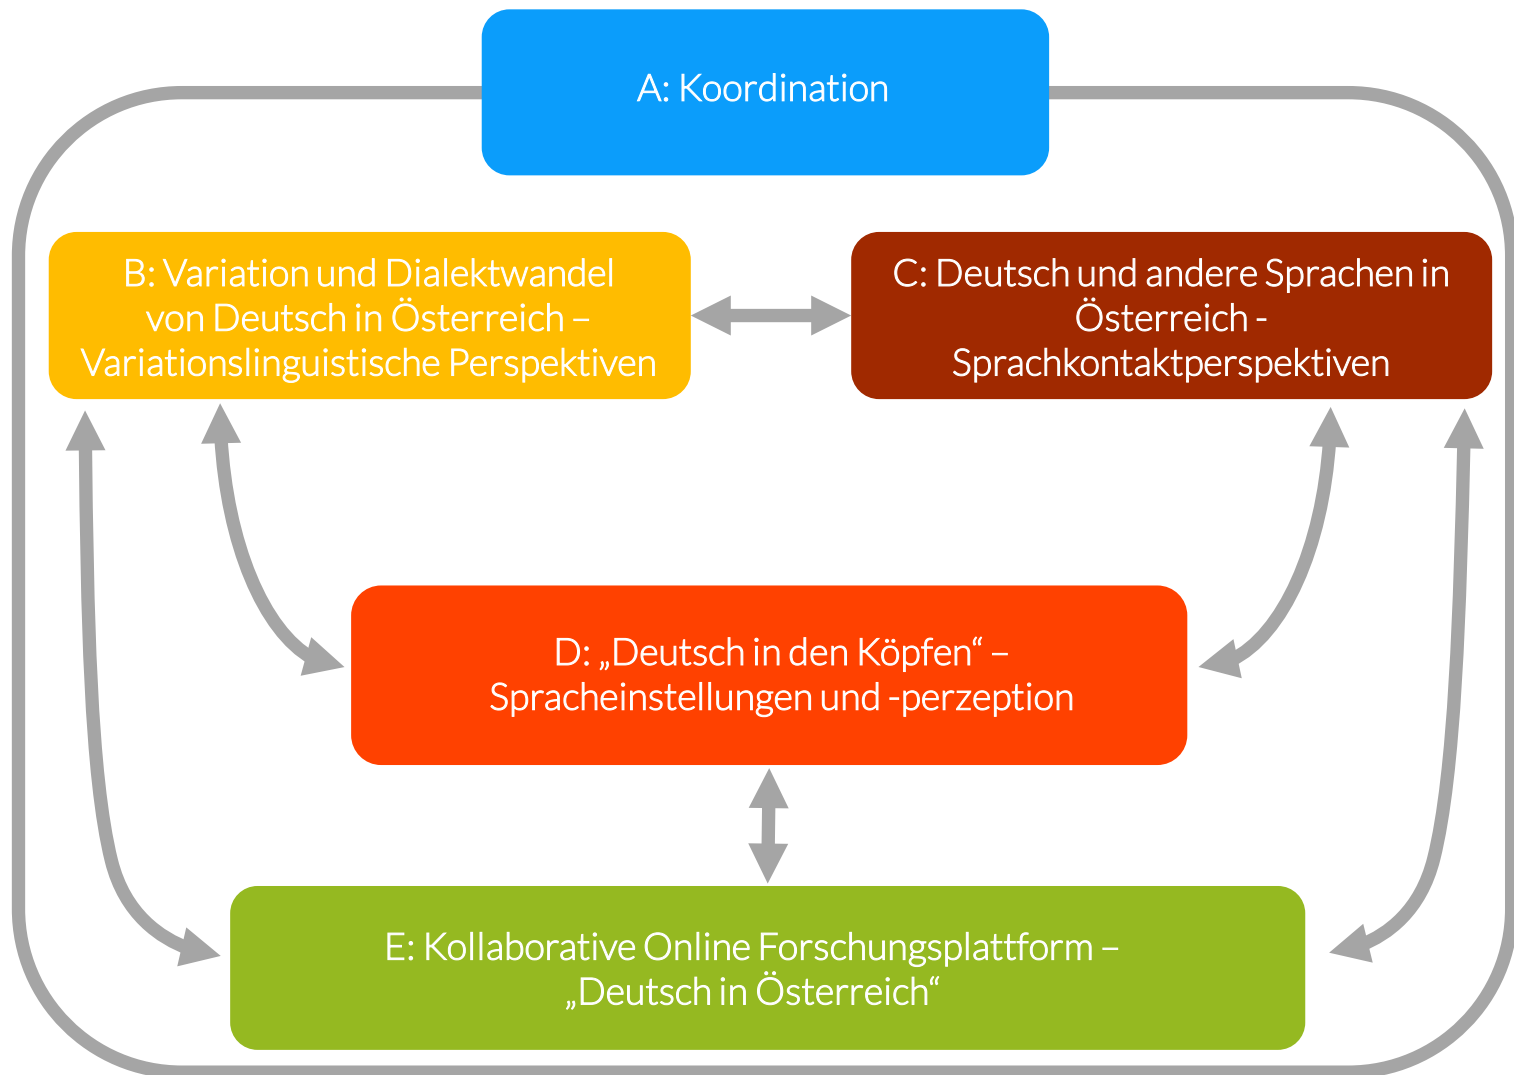 A: Koordination
B: Variation und Dialektwandel
von Deutsch in Österreich –
Variationslinguistische Perspektiven
C: Deutsch und andere Sprachen in
Österreich -
Sprachkontaktperspektiven
D: „Deutsch in den Köpfen“ –
Spracheinstellungen und -perzeption
E: Kollaborative Online Forschungsplattform –
„Deutsch in Österreich“